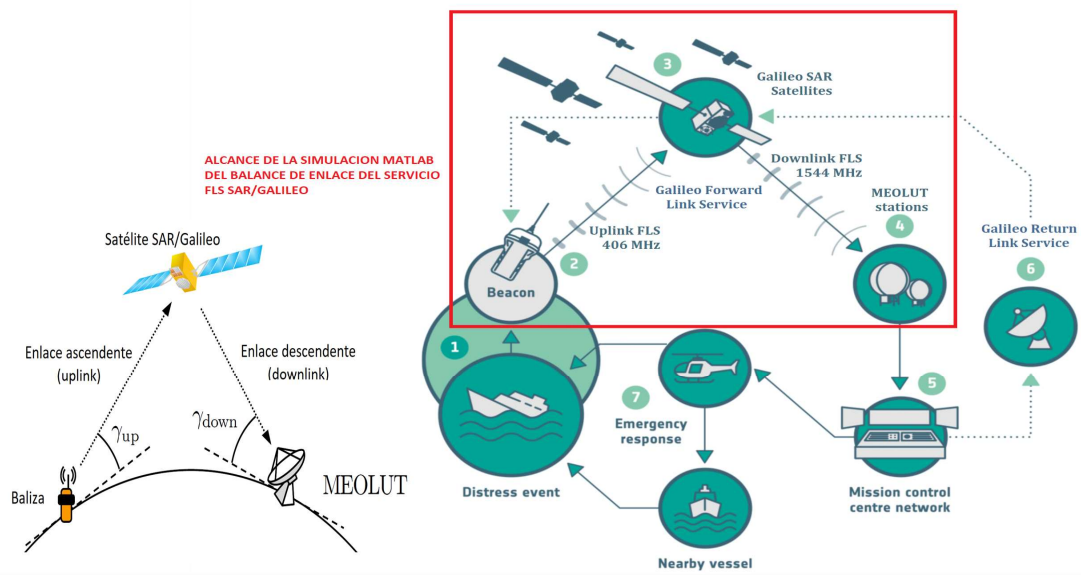 ALCANCE DE LA SIMULACION MATLAB
DEL BALANCE DE ENLACE DEL SERVICIO
FLS SAR/GALILEO
Satélite SAR/Galileo
Enlace ascendente
(uplink)
Enlace descendente
(downlink)
γup
γdown
Baliza
MEOLUT
3
Galileo SAR
Satellites
Downlink FLS
1544 MHz
Galileo Forward
Link Service
MEOLUT
stations
4
Uplink FLS
406 MHz
2
Beacon
Galileo Return
Link Service
6
1
7
Emergency
response
5
Distress event
Mission control
centre network
Nearby vessel